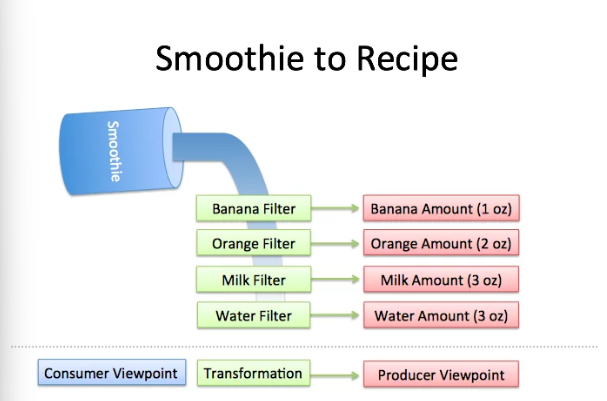 Smoothie to Recipe
Smoothie
Banana Filter
Banana Amount (1 oz)
Orange Filter
Orange Amount (2 oz)
Milk Filter
Milk Amount (3 oz)
Water Filter
Water Amount (3 oz)
Consumer Viewpoint
Transformation
Producer Viewpoint